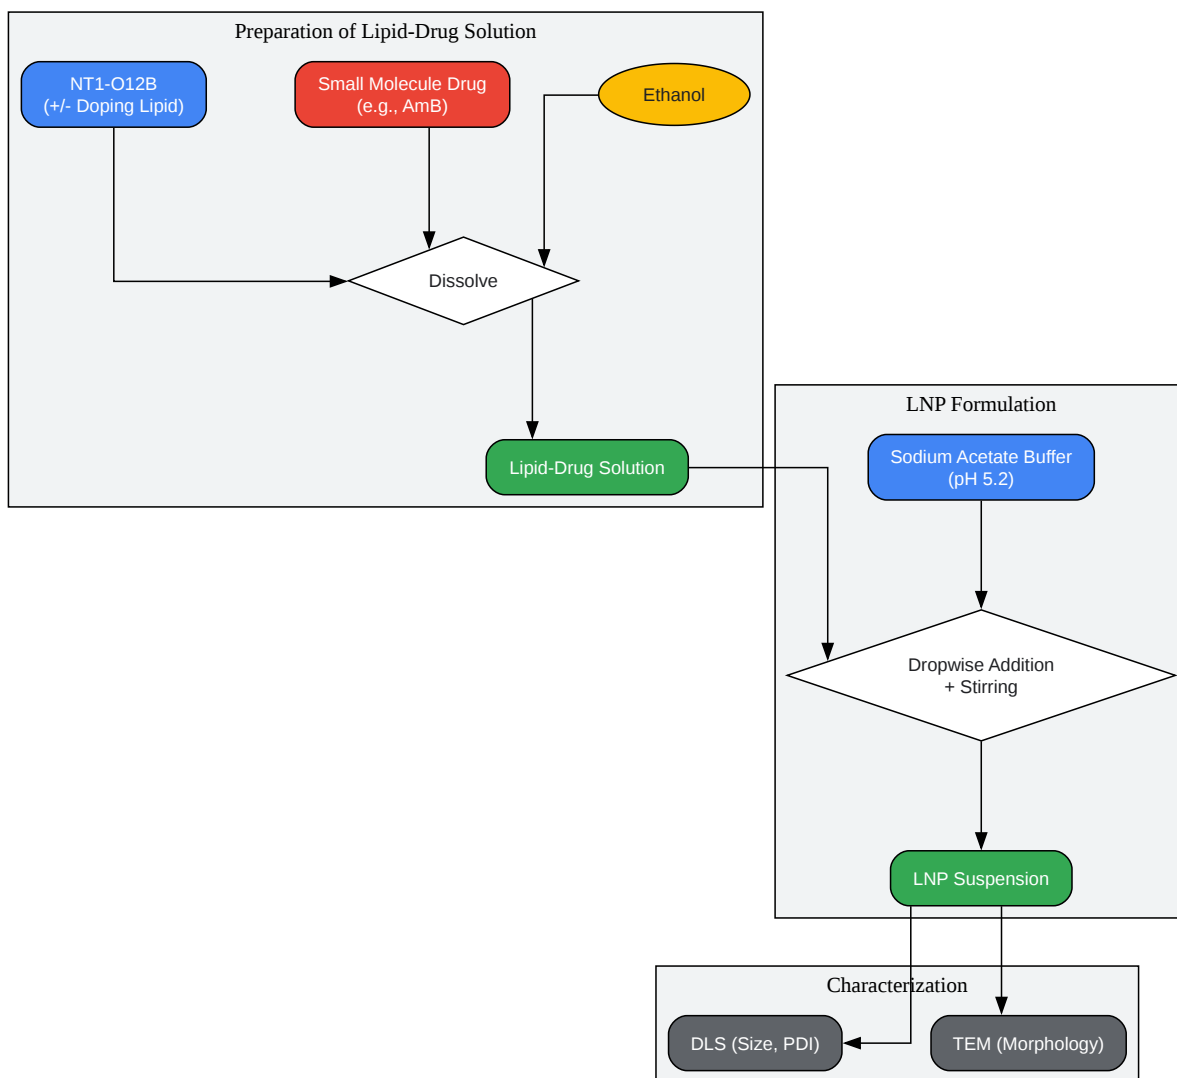 Preparation of Lipid-Drug Solution
NT1-O12B
(+/- Doping Lipid)
Small Molecule Drug
(e.g., AmB)
Ethanol
Dissolve
Lipid-Drug Solution
LNP Formulation
Sodium Acetate Buffer
(pH 5.2)
Dropwise Addition
+ Stirring
LNP Suspension
Characterization
DLS (Size, PDI)
TEM (Morphology)